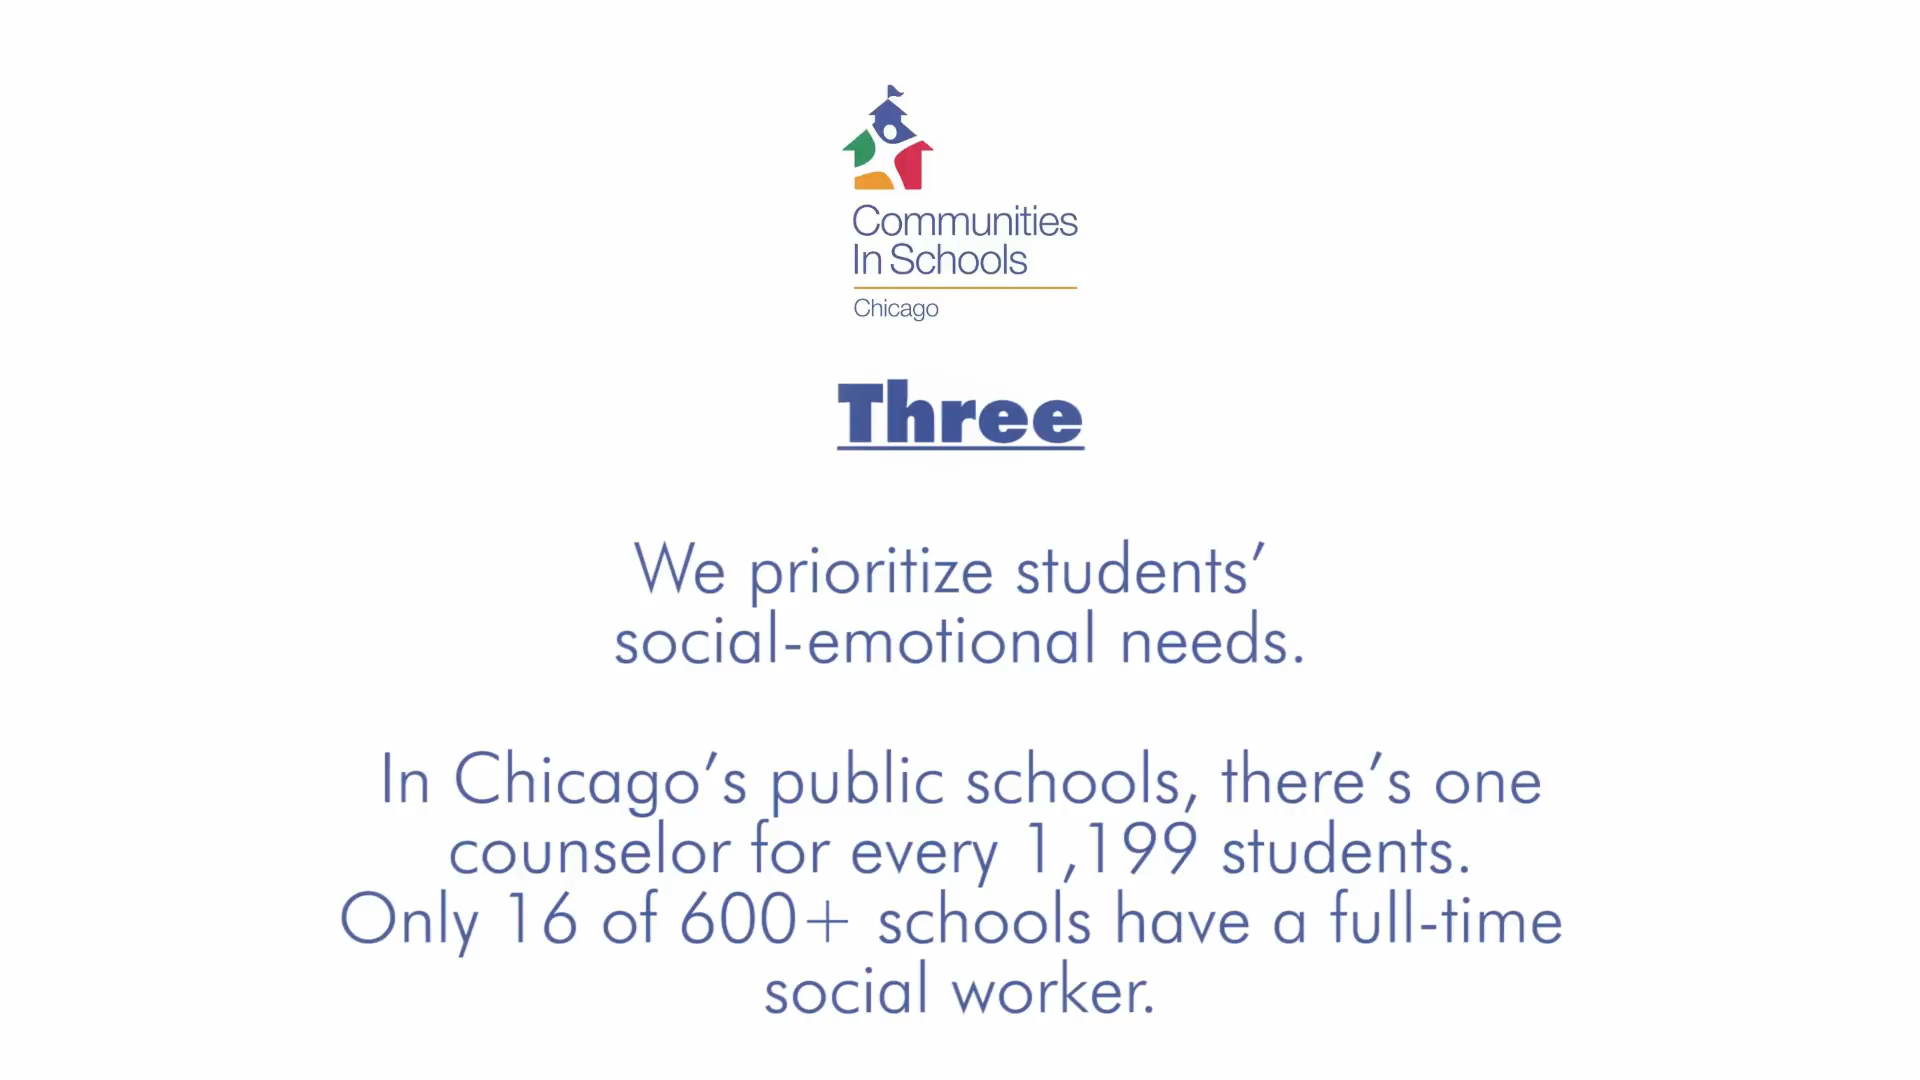 Communities
In Schools
Chicago
Three
We prioritize students’
social-emotional needs.
In Chicago’s public schools, there’s one
counselor for every 1,199 students.
Only 16 of 600+ schools have a full-time
social worker.